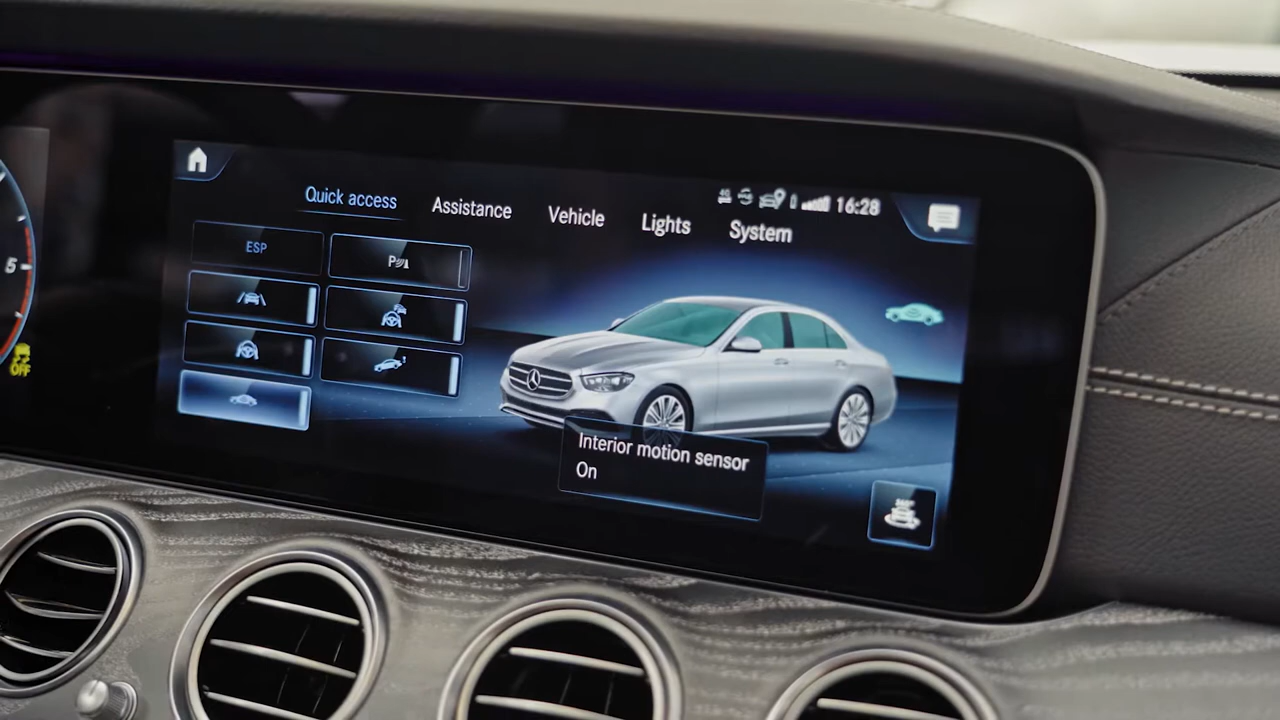 Quick access
Assistance
Vehicle
Lights
System
16:28
ESP
P
5
OFF
Interior motion sensor
On